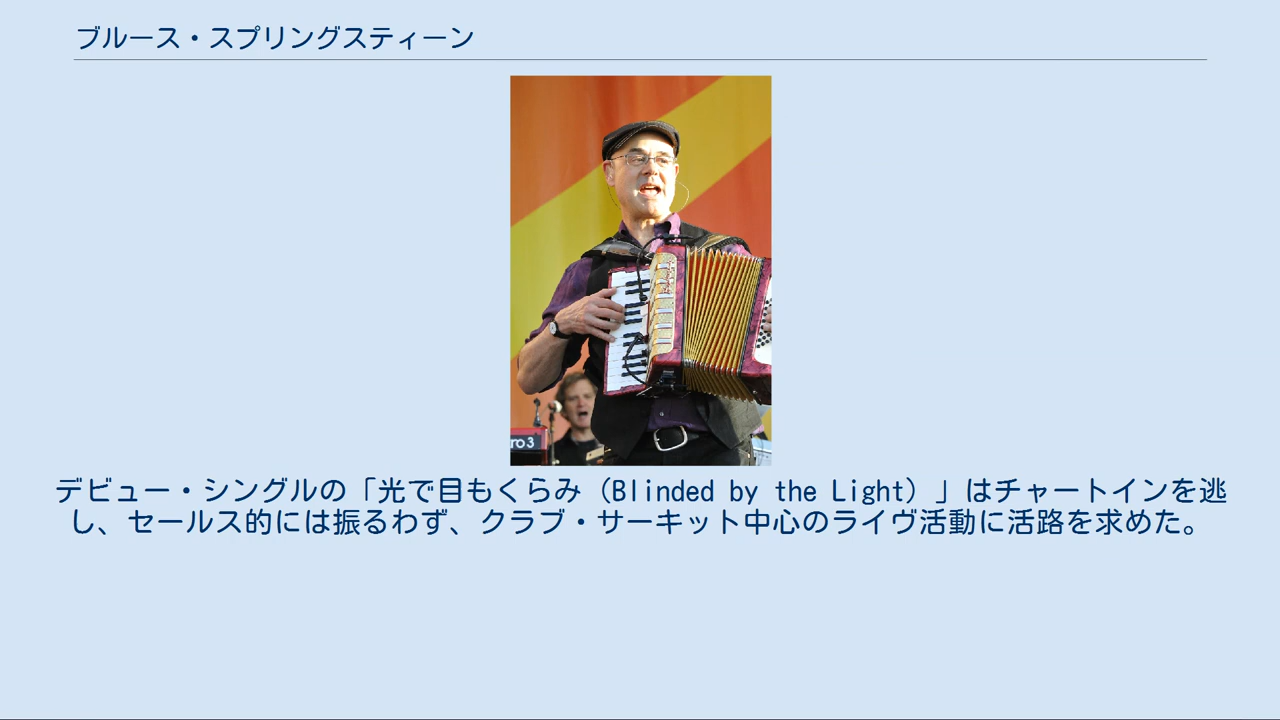 ブルース・スプリングスティーン
ro3
デビュー・シングルの「光で目もくらみ（Blinded by the Light）」はチャートインを逃
し、セールス的には振るわず、クラブ・サーキット中心のライヴ活動に活路を求めた。